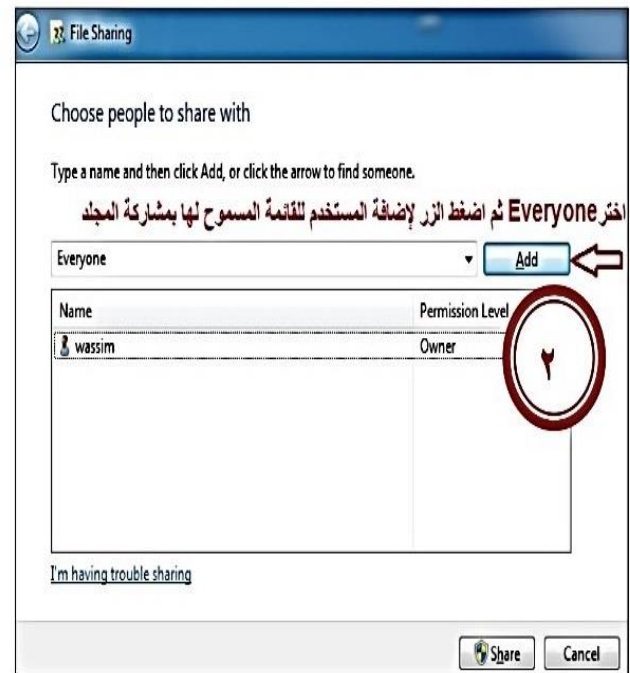 File Sharing
Choose people to share with
Type a name and then click Add, or click the arrow to find someone.
اختر Everyone ثم اضغط الزر لإضافة المستخدم للقائمة المسموح لها بمشاركة المجلد
Everyone
Add
Name Permission Level
wassim Owner
٢
I'm having trouble sharing
Share Cancel